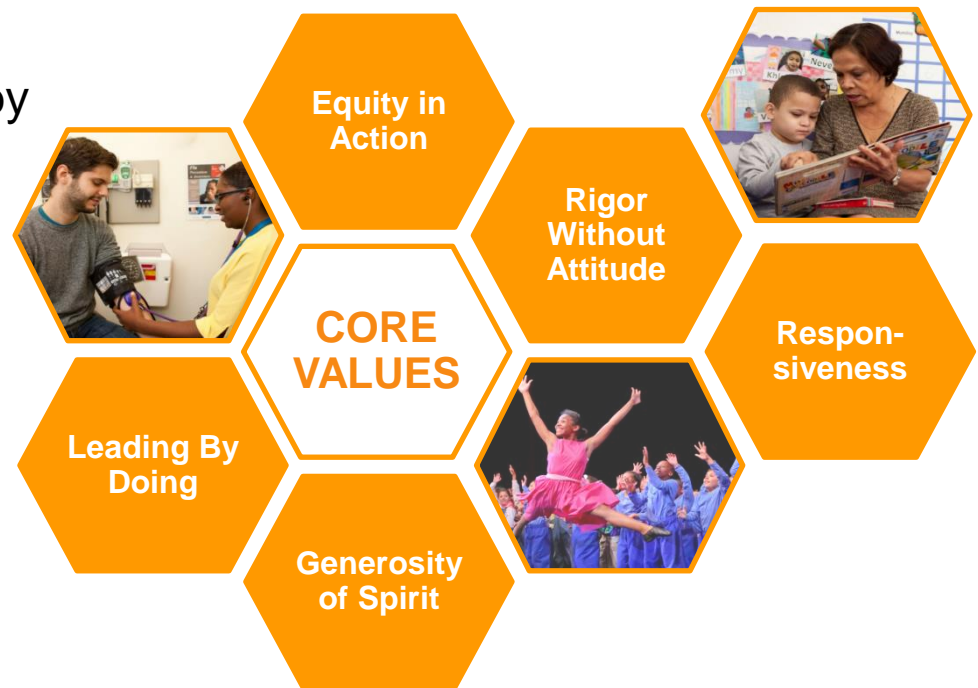 Equity in
Action
Rigor
Without
Attitude
CORE
VALUES
Respon-
siveness
Leading By
Doing
Generosity
of Spirit